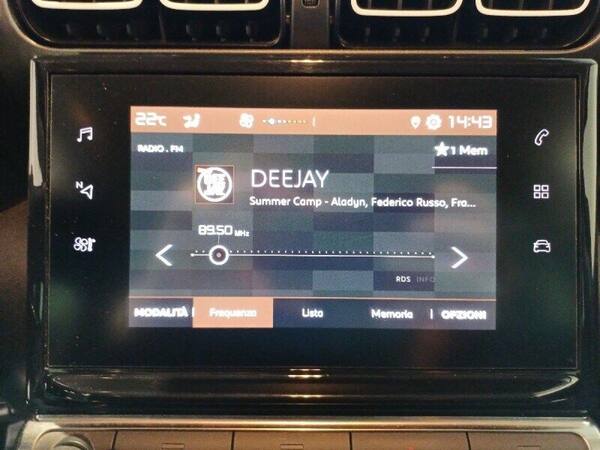 22°C 14:43
RADIO . FM ★1 Mem
DEEJAY
Summer Camp - Aladyn, Federico Russo, Fra...
89.50 MHz
N
RDS INFO
MODALITÀ Frequenza Lista Memoria OPZIONI